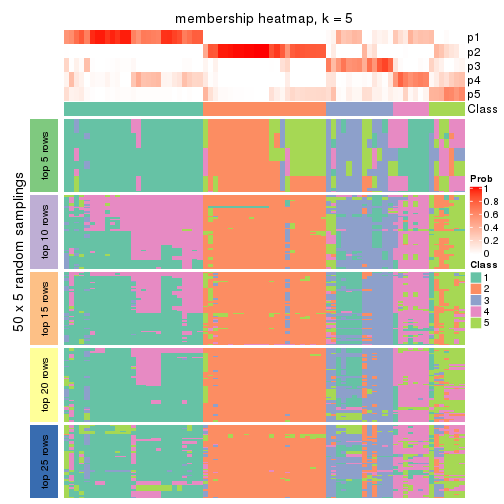 membership heatmap, k = 5
p1
p2
p3
p4
p5
Class
50 x 5 random samplings
top 5 rows
top 10 rows
top 15 rows
top 20 rows
top 25 rows
Prob
1
0.8
0.6
0.4
0.2
0
Class
1
2
3
4
5